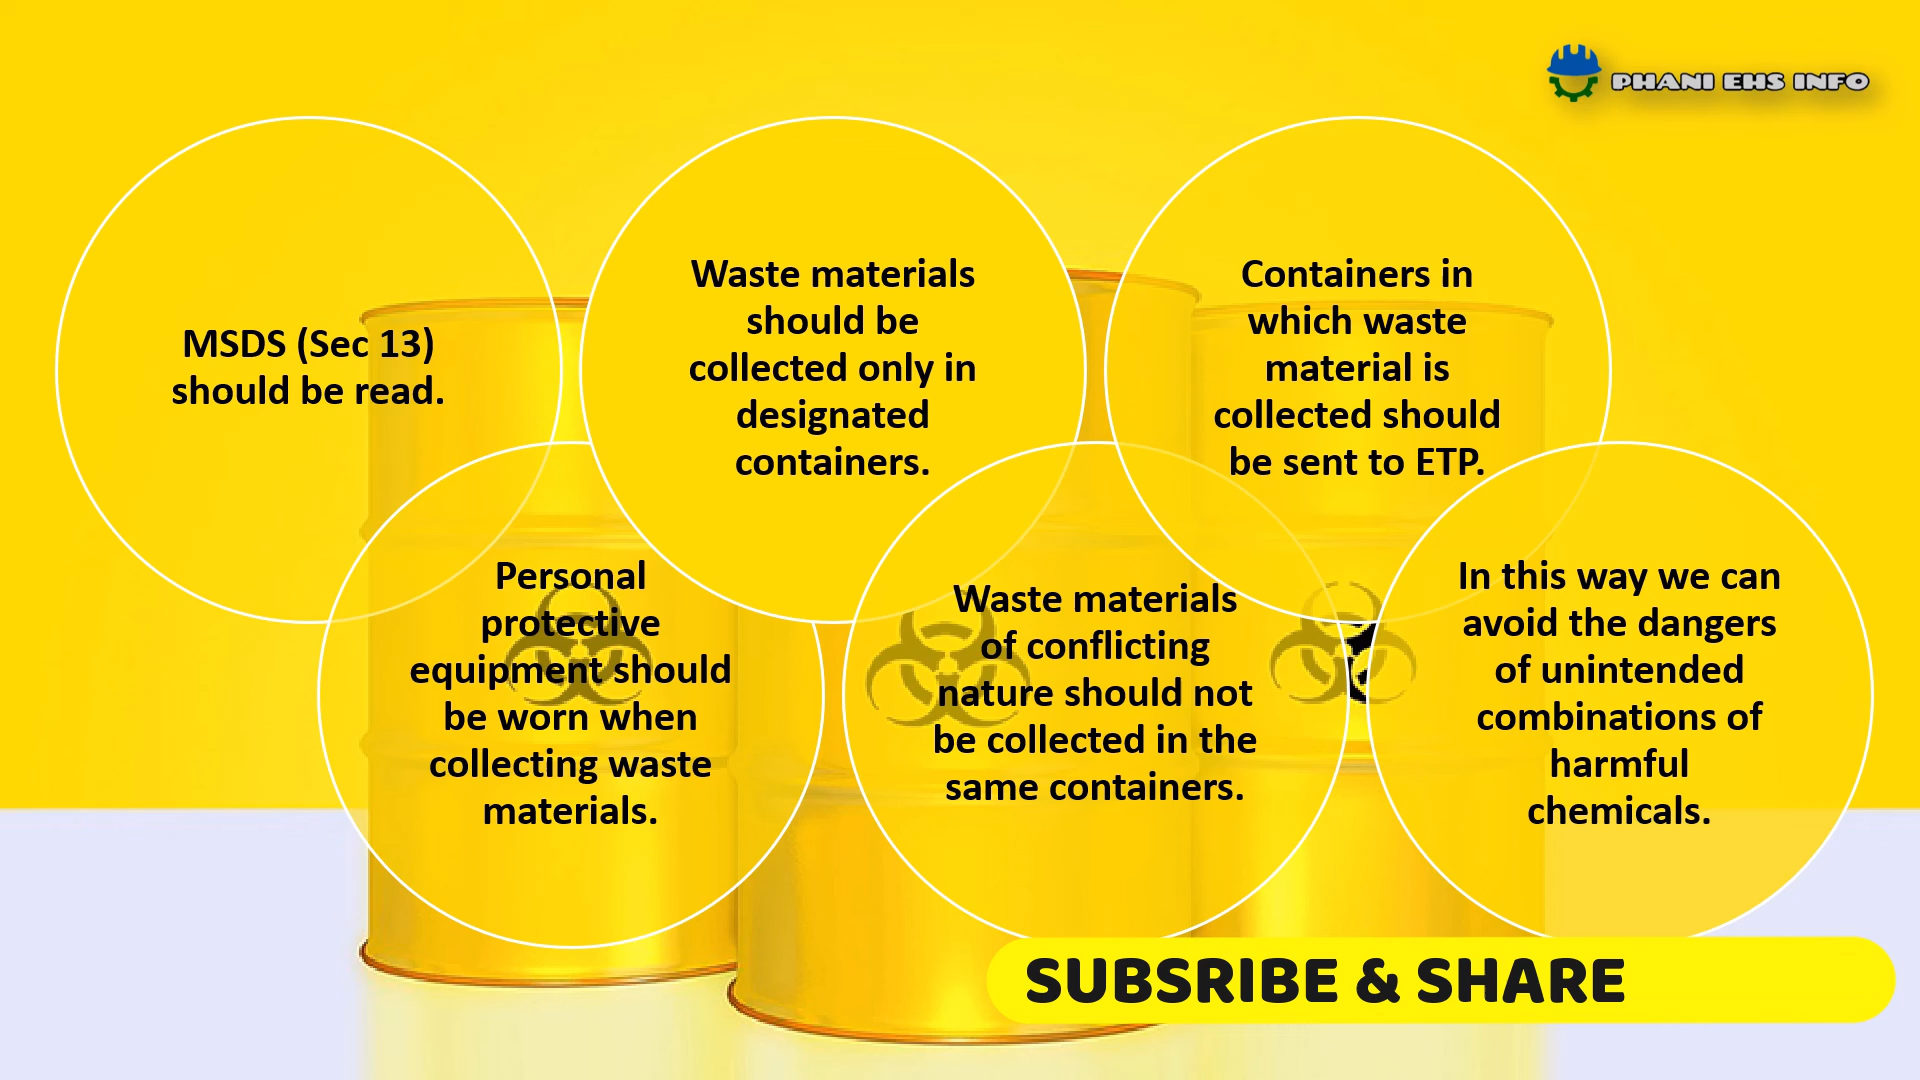 PHANI EHS INFO
MSDS (Sec 13)
should be read.
Personal
protective
equipment should
be worn when
collecting waste
materials.
Waste materials
should be
collected only in
designated
containers.
Waste materials
of conflicting
nature should not
be collected in the
same containers.
Containers in
which waste
material is
collected should
be sent to ETP.
In this way we can
avoid the dangers
of unintended
combinations of
harmful
chemicals.
SUBSRIBE & SHARE